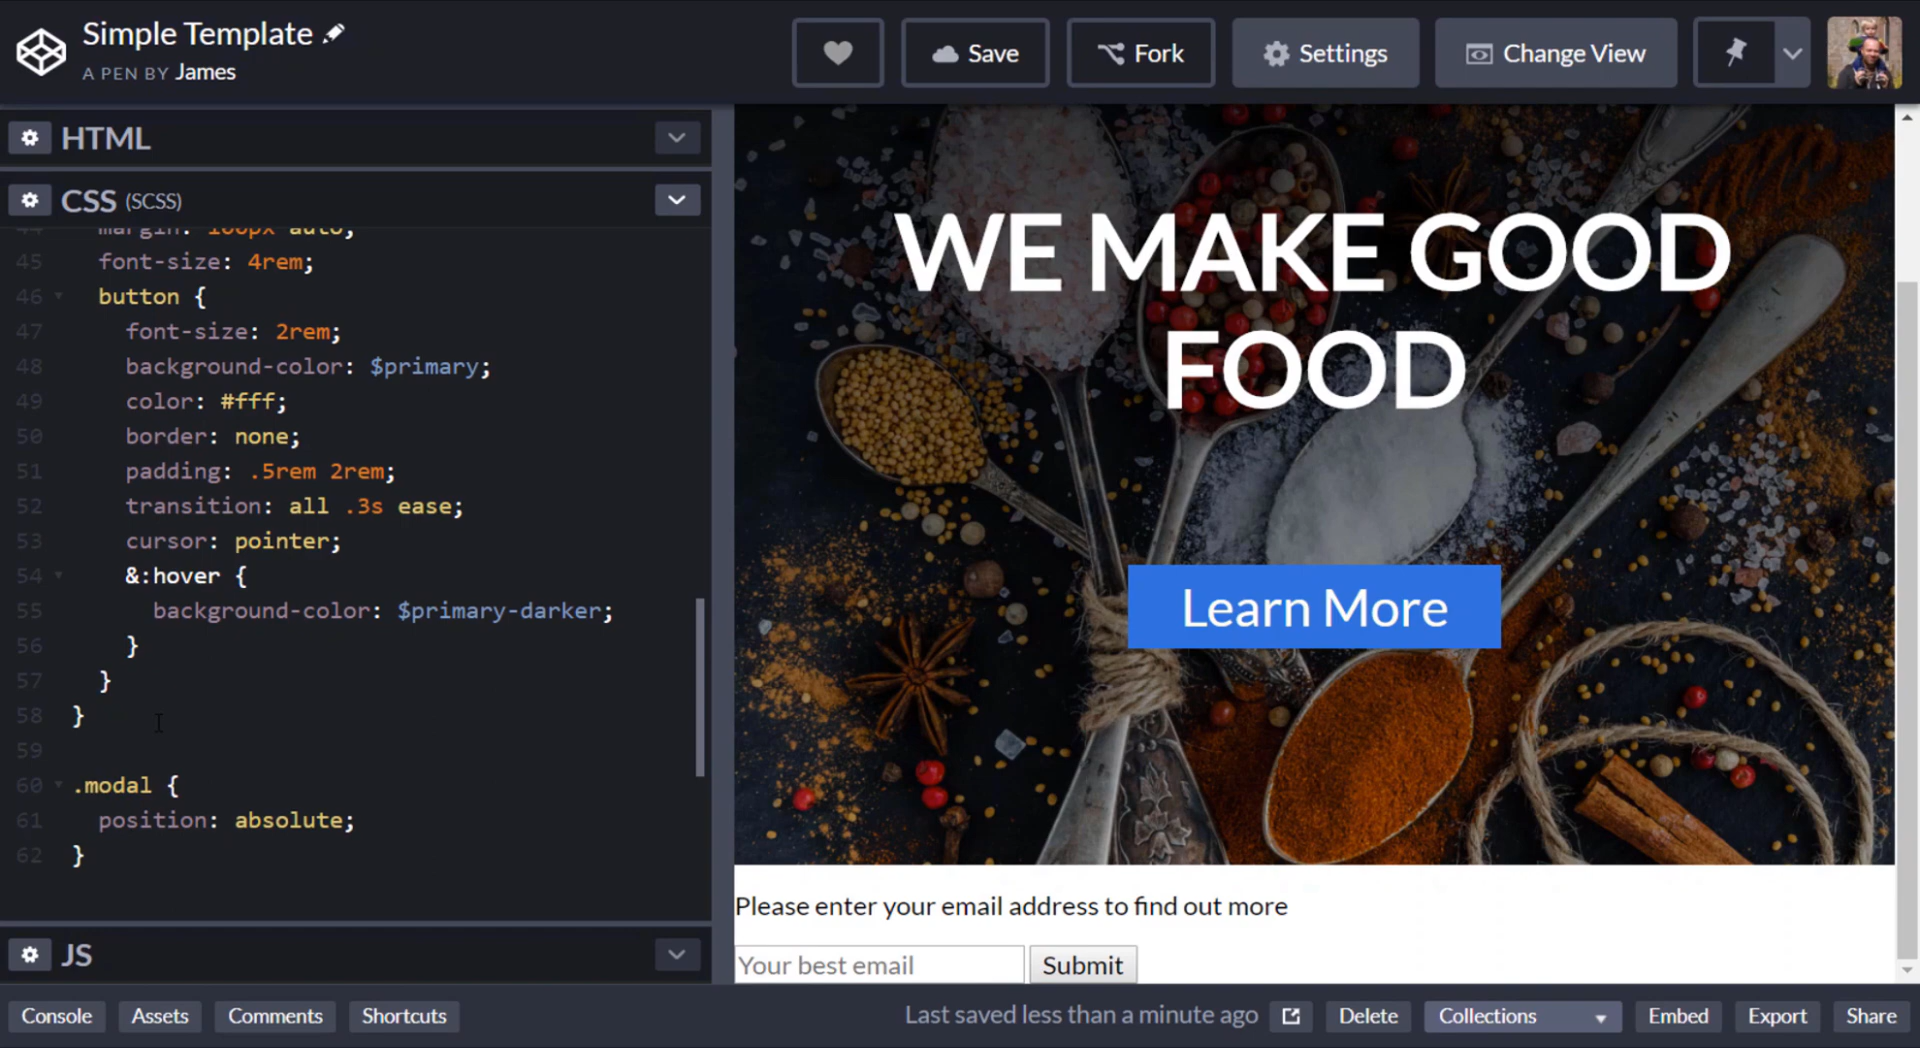 Simple Template
A PEN BY James
Save
Fork
Settings
Change View
HTML
CSS (SCSS)
44 margin: 100px auto;
45 font-size: 4rem;
46 button {
47 font-size: 2rem;
48 background-color: $primary;
49 color: #fff;
50 border: none;
51 padding: .5rem 2rem;
52 transition: all .3s ease;
53 cursor: pointer;
54 &:hover {
55 background-color: $primary-darker;
56 }
57 }
58 }
59
60 .modal {
61 position: absolute;
62 }
JS
WE MAKE GOOD
FOOD
Learn More
Please enter your email address to find out more
Your best email
Submit
Console
Assets
Comments
Shortcuts
Last saved less than a minute ago
Delete
Collections
Embed
Export
Share